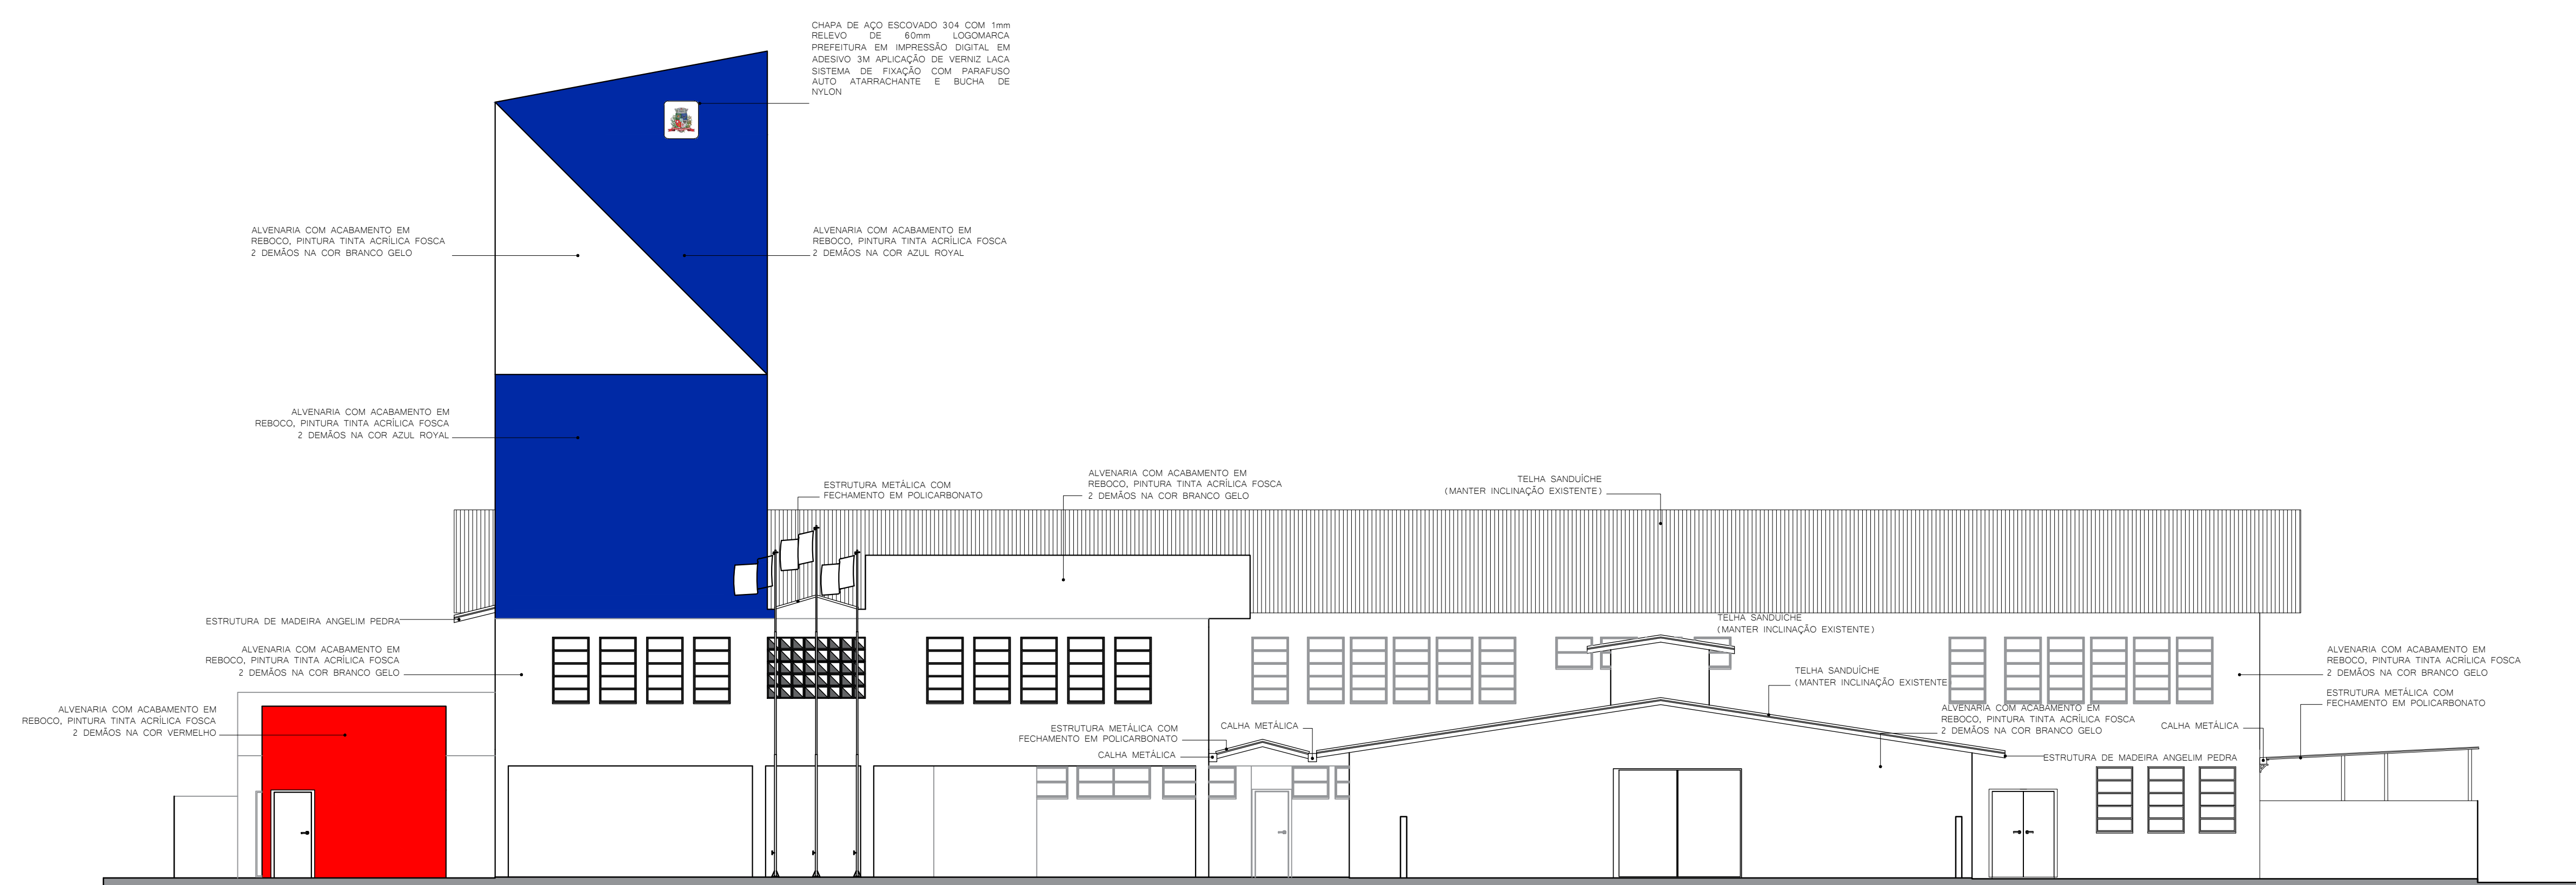 CHAPA DE AÇO ESCOVADO 304 COM 1mm
RELEVO DE 60mm LOGOMARCA
PREFEITURA EM IMPRESSÃO DIGITAL EM
ADESIVO 3M APLICAÇÃO DE VERNIZ LACA
SISTEMA DE FIXAÇÃO COM PARAFUSO
AUTO ATARRACHANTE E BUCHA DE
NYLON
ALVENARIA COM ACABAMENTO EM
REBOCO, PINTURA TINTA ACRÍLICA FOSCA
2 DEMÃOS NA COR BRANCO GELO
ALVENARIA COM ACABAMENTO EM
REBOCO, PINTURA TINTA ACRÍLICA FOSCA
2 DEMÃOS NA COR AZUL ROYAL
ALVENARIA COM ACABAMENTO EM
REBOCO, PINTURA TINTA ACRÍLICA FOSCA
2 DEMÃOS NA COR AZUL ROYAL
ESTRUTURA METÁLICA COM
FECHAMENTO EM POLICARBONATO
ALVENARIA COM ACABAMENTO EM
REBOCO, PINTURA TINTA ACRÍLICA FOSCA
2 DEMÃOS NA COR BRANCO GELO
TELHA SANDUÍCHE
(MANTER INCLINAÇÃO EXISTENTE)
ESTRUTURA DE MADEIRA ANGELIM PEDRA
TELHA SANDUÍCHE
(MANTER INCLINAÇÃO EXISTENTE)
ALVENARIA COM ACABAMENTO EM
REBOCO, PINTURA TINTA ACRÍLICA FOSCA
2 DEMÃOS NA COR BRANCO GELO
TELHA SANDUÍCHE
(MANTER INCLINAÇÃO EXISTENTE
ALVENARIA COM ACABAMENTO EM
REBOCO, PINTURA TINTA ACRÍLICA FOSCA
2 DEMÃOS NA COR BRANCO GELO
ESTRUTURA METÁLICA COM
FECHAMENTO EM POLICARBONATO
ALVENARIA COM ACABAMENTO EM
REBOCO, PINTURA TINTA ACRÍLICA FOSCA
2 DEMÃOS NA COR VERMELHO
ESTRUTURA METÁLICA COM
FECHAMENTO EM POLICARBONATO
CALHA METÁLICA
CALHA METÁLICA
ALVENARIA COM ACABAMENTO EM
REBOCO, PINTURA TINTA ACRÍLICA FOSCA
2 DEMÃOS NA COR BRANCO GELO
CALHA METÁLICA
ESTRUTURA DE MADEIRA ANGELIM PEDRA